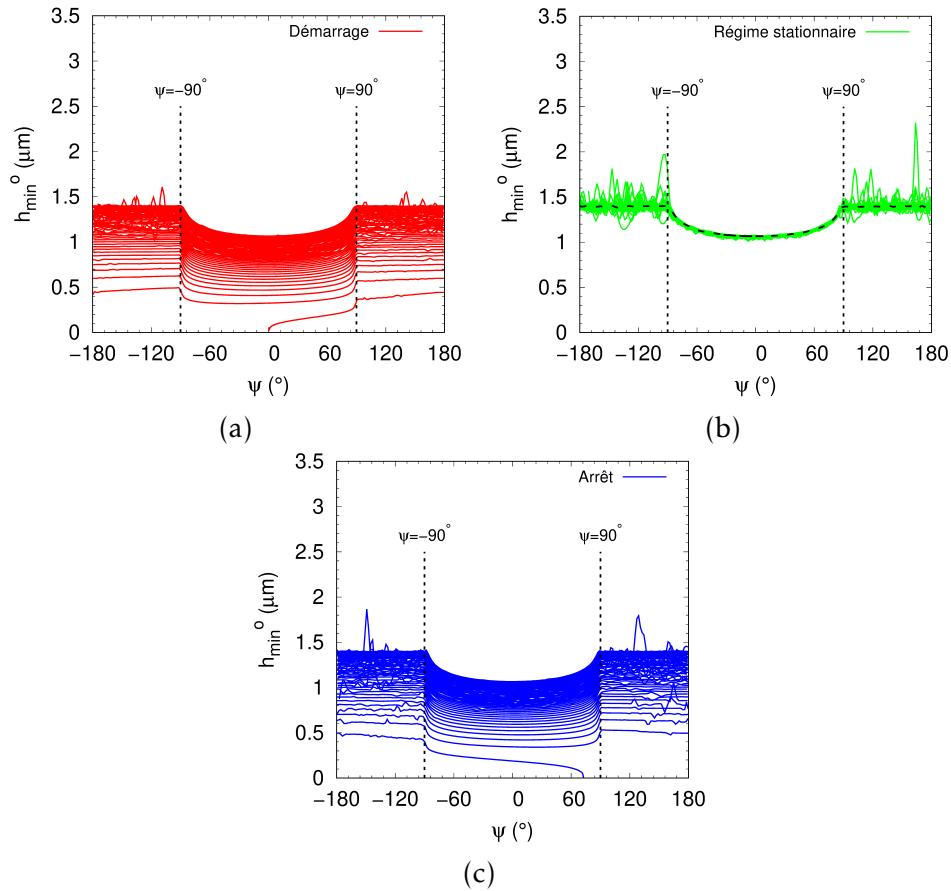 3.5
3
2.5
2
1.5
1
0.5
0
h_min^o (μm)
Démarrage
ψ=−90°
ψ=90°
−180 −120 −60 0 60 120 180
ψ (°)
(a)
3.5
3
2.5
2
1.5
1
0.5
0
h_min^o (μm)
Régime stationnaire
ψ=−90°
ψ=90°
−180 −120 −60 0 60 120 180
ψ (°)
(b)
3.5
3
2.5
2
1.5
1
0.5
0
h_min^o (μm)
Arrêt
ψ=−90°
ψ=90°
−180 −120 −60 0 60 120 180
ψ (°)
(c)